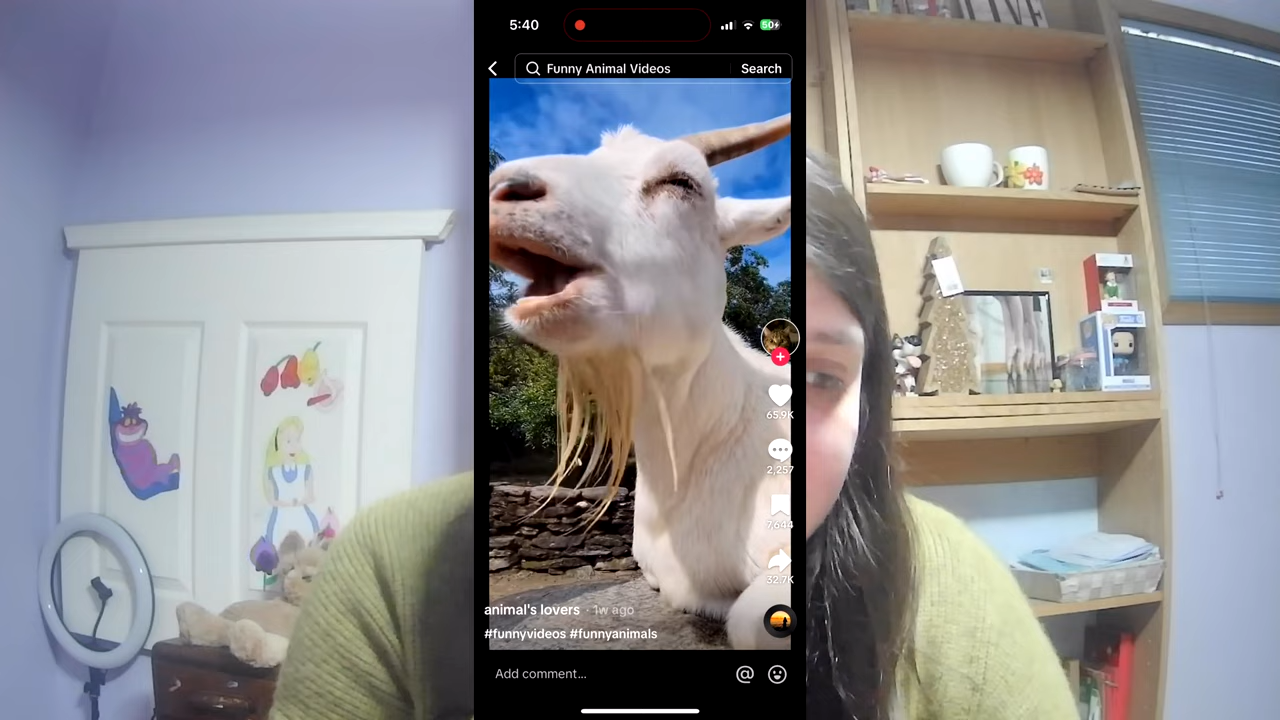 5:40
50
Funny Animal Videos
Search
65.9K
2,257
7,644
32.7K
animal's lovers · 1w ago
#funnyvideos #funnyanimals
Add comment...
@